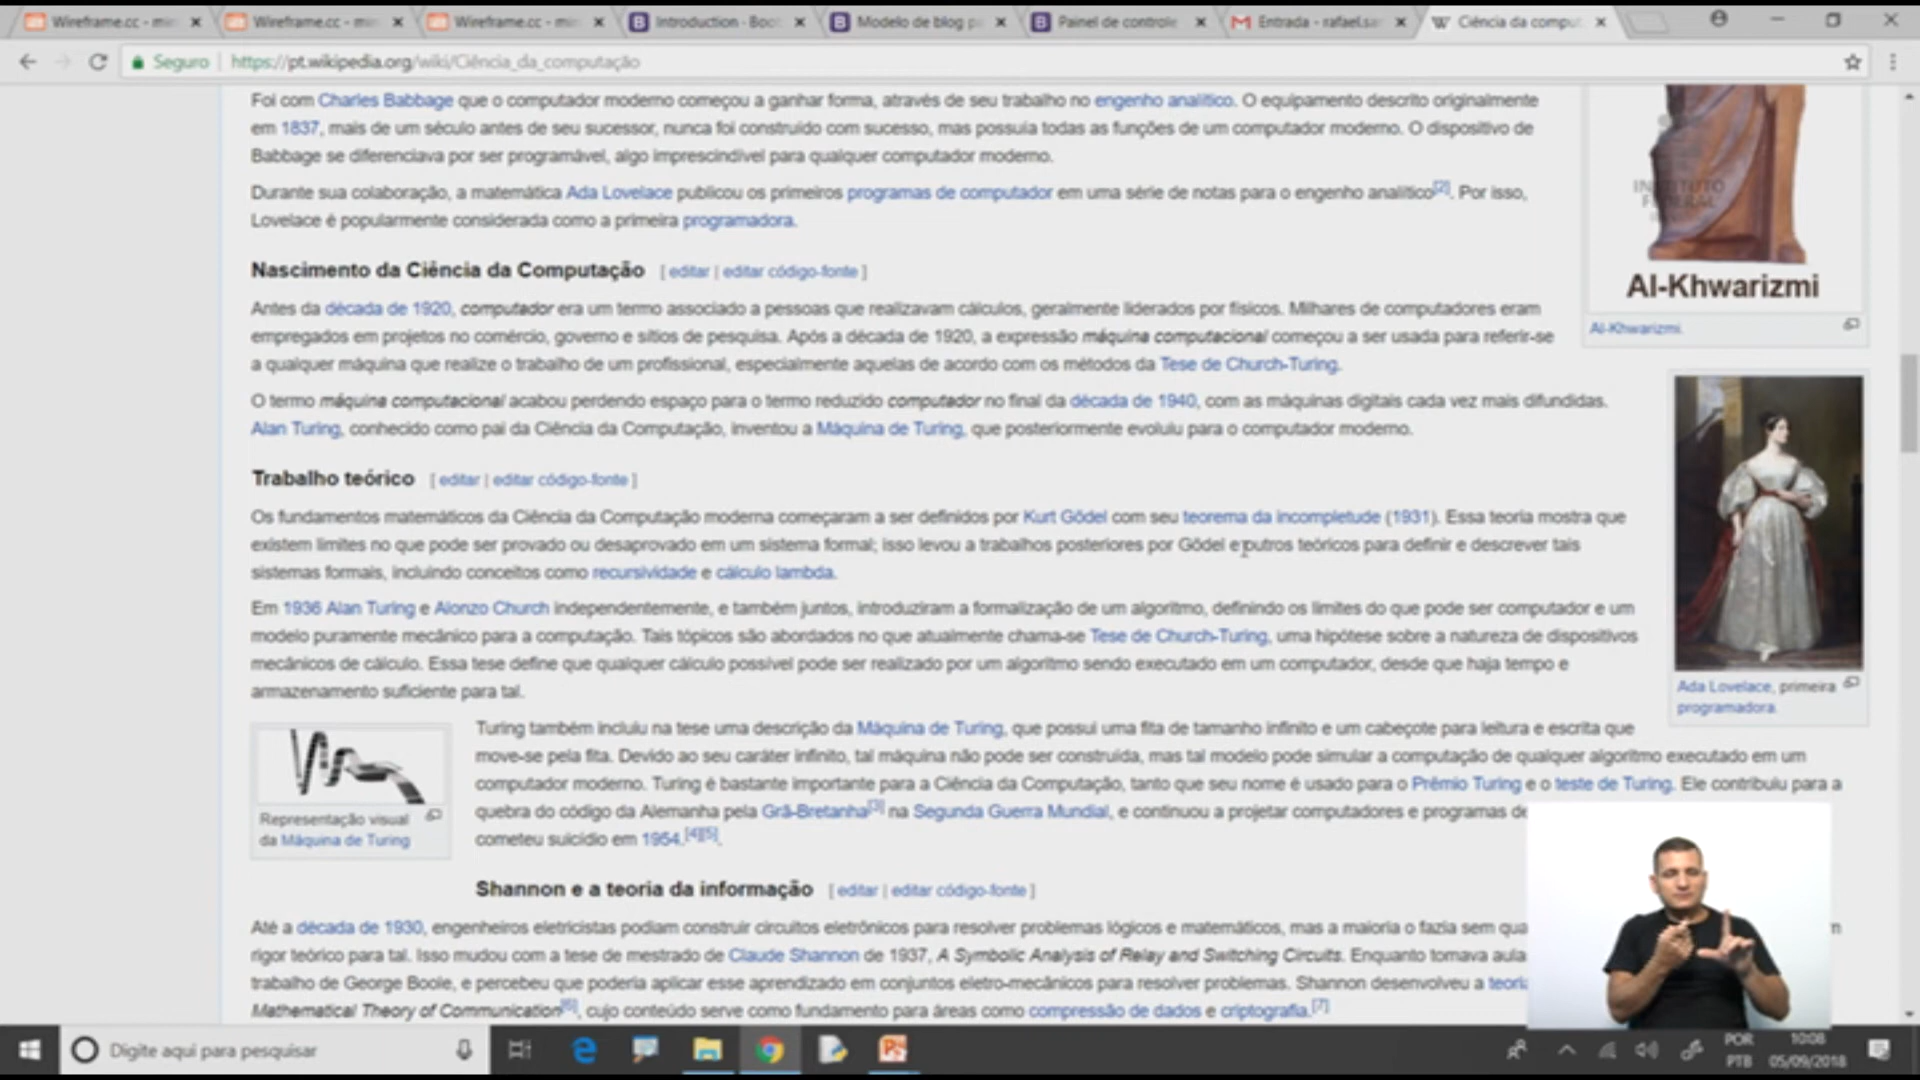 Wireframe.cc - min
Wireframe.cc - min
Wireframe.cc - min
Introduction · Boo
Modelo de blog pa
Painel de controle
Entrada - rafael.sa
Ciência da comput
Seguro
https://pt.wikipedia.org/wiki/Ciência_da_computação
Foi com Charles Babbage que o computador moderno começou a ganhar forma, através de seu trabalho no engenho analítico. O equipamento descrito originalmente
em 1837, mais de um século antes de seu sucessor, nunca foi construído com sucesso, mas possuía todas as funções de um computador moderno. O dispositivo de
Babbage se diferenciava por ser programável, algo imprescindível para qualquer computador moderno.
Durante sua colaboração, a matemática Ada Lovelace publicou os primeiros programas de computador em uma série de notas para o engenho analítico[2]. Por isso,
Lovelace é popularmente considerada como a primeira programadora.
INSTITUTO
FEDERAL
Al-Khwarizmi
Al-Khwarizmi.
Nascimento da Ciência da Computação [ editar | editar código-fonte ]
Antes da década de 1920, computador era um termo associado a pessoas que realizavam cálculos, geralmente liderados por físicos. Milhares de computadores eram
empregados em projetos no comércio, governo e sítios de pesquisa. Após a década de 1920, a expressão máquina computacional começou a ser usada para referir-se
a qualquer máquina que realize o trabalho de um profissional, especialmente aquelas de acordo com os métodos da Tese de Church-Turing.
O termo máquina computacional acabou perdendo espaço para o termo reduzido computador no final da década de 1940, com as máquinas digitais cada vez mais difundidas.
Alan Turing, conhecido como pai da Ciência da Computação, inventou a Máquina de Turing, que posteriormente evoluiu para o computador moderno.
Trabalho teórico [ editar | editar código-fonte ]
Os fundamentos matemáticos da Ciência da Computação moderna começaram a ser definidos por Kurt Gödel com seu teorema da incompletude (1931). Essa teoria mostra que
existem limites no que pode ser provado ou desaprovado em um sistema formal; isso levou a trabalhos posteriores por Gödel e outros teóricos para definir e descrever tais
sistemas formais, incluindo conceitos como recursividade e cálculo lambda.
Em 1936 Alan Turing e Alonzo Church independentemente, e também juntos, introduziram a formalização de um algoritmo, definindo os limites do que pode ser computador e um
modelo puramente mecânico para a computação. Tais tópicos são abordados no que atualmente chama-se Tese de Church-Turing, uma hipótese sobre a natureza de dispositivos
mecânicos de cálculo. Essa tese define que qualquer cálculo possível pode ser realizado por um algoritmo sendo executado em um computador, desde que haja tempo e
armazenamento suficiente para tal.
Ada Lovelace, primeira
programadora.
Representação visual
da Máquina de Turing
Turing também incluiu na tese uma descrição da Máquina de Turing, que possui uma fita de tamanho infinito e um cabeçote para leitura e escrita que
move-se pela fita. Devido ao seu caráter infinito, tal máquina não pode ser construída, mas tal modelo pode simular a computação de qualquer algoritmo executado em um
computador moderno. Turing é bastante importante para a Ciência da Computação, tanto que seu nome é usado para o Prêmio Turing e o teste de Turing. Ele contribuiu para a
quebra do código da Alemanha pela Grã-Bretanha[3] na Segunda Guerra Mundial, e continuou a projetar computadores e programas de
cometeu suicídio em 1954.[4][5].
Shannon e a teoria da informação [ editar | editar código-fonte ]
Até a década de 1930, engenheiros eletricistas podiam construir circuitos eletrônicos para resolver problemas lógicos e matemáticos, mas a maioria o fazia sem qua
rigor teórico para tal. Isso mudou com a tese de mestrado de Claude Shannon de 1937, A Symbolic Analysis of Relay and Switching Circuits. Enquanto tomava aula
trabalho de George Boole, e percebeu que poderia aplicar esse aprendizado em conjuntos eletro-mecânicos para resolver problemas. Shannon desenvolveu a teori
Mathematical Theory of Communication[6], cujo conteúdo serve como fundamento para áreas como compressão de dados e criptografia.[7]
Digite aqui para pesquisar
POR
PTB
10:08
05/09/2018